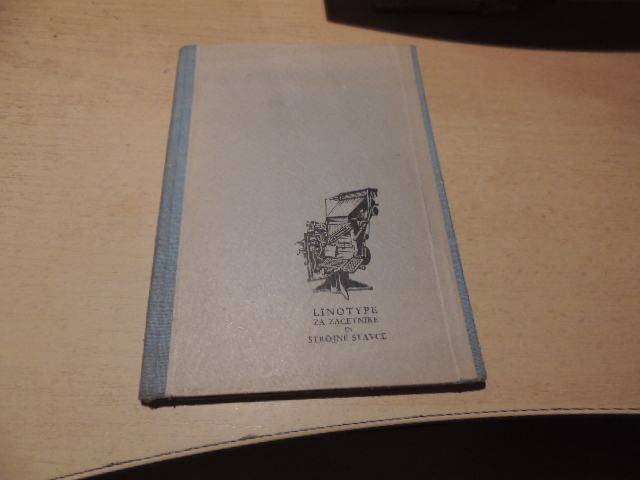 LINOTYPE
ZA ZAČETNIKE
IN
STROJNE STAVCE